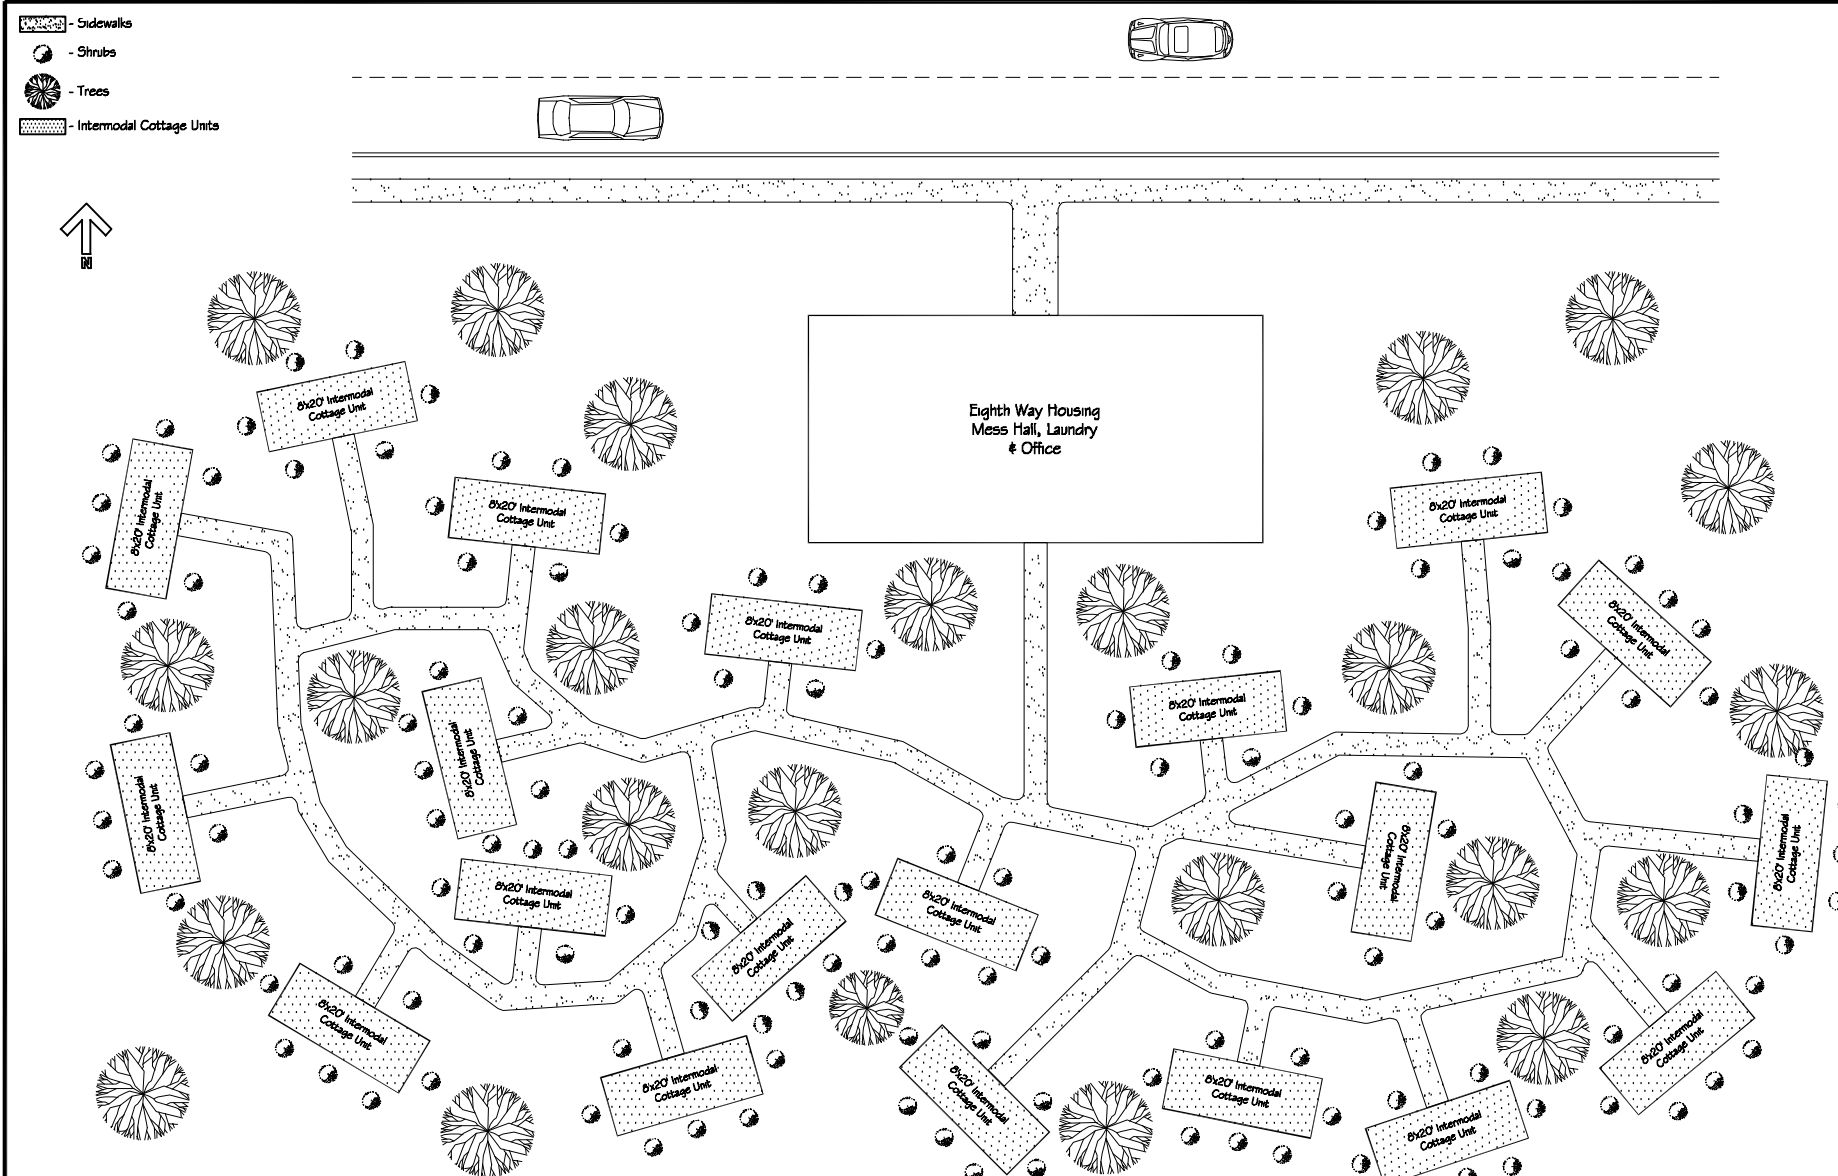 - Sidewalks
- Shrubs
- Trees
- Intermodal Cottage Units
N
Eighth Way Housing
Mess Hall, Laundry
& Office
8'x20' Intermodal
Cottage Unit
8'x20' Intermodal
Cottage Unit
8'x20' Intermodal
Cottage Unit
8'x20' Intermodal
Cottage Unit
8'x20' Intermodal
Cottage Unit
8'x20' Intermodal
Cottage Unit
8'x20' Intermodal
Cottage Unit
8'x20' Intermodal
Cottage Unit
8'x20' Intermodal
Cottage Unit
8'x20' Intermodal
Cottage Unit
8'x20' Intermodal
Cottage Unit
8'x20' Intermodal
Cottage Unit
8'x20' Intermodal
Cottage Unit
8'x20' Intermodal
Cottage Unit
8'x20' Intermodal
Cottage Unit
8'x20' Intermodal
Cottage Unit
8'x20' Intermodal
Cottage Unit
8'x20' Intermodal
Cottage Unit
8'x20' Intermodal
Cottage Unit
8'x20' Intermodal
Cottage Unit